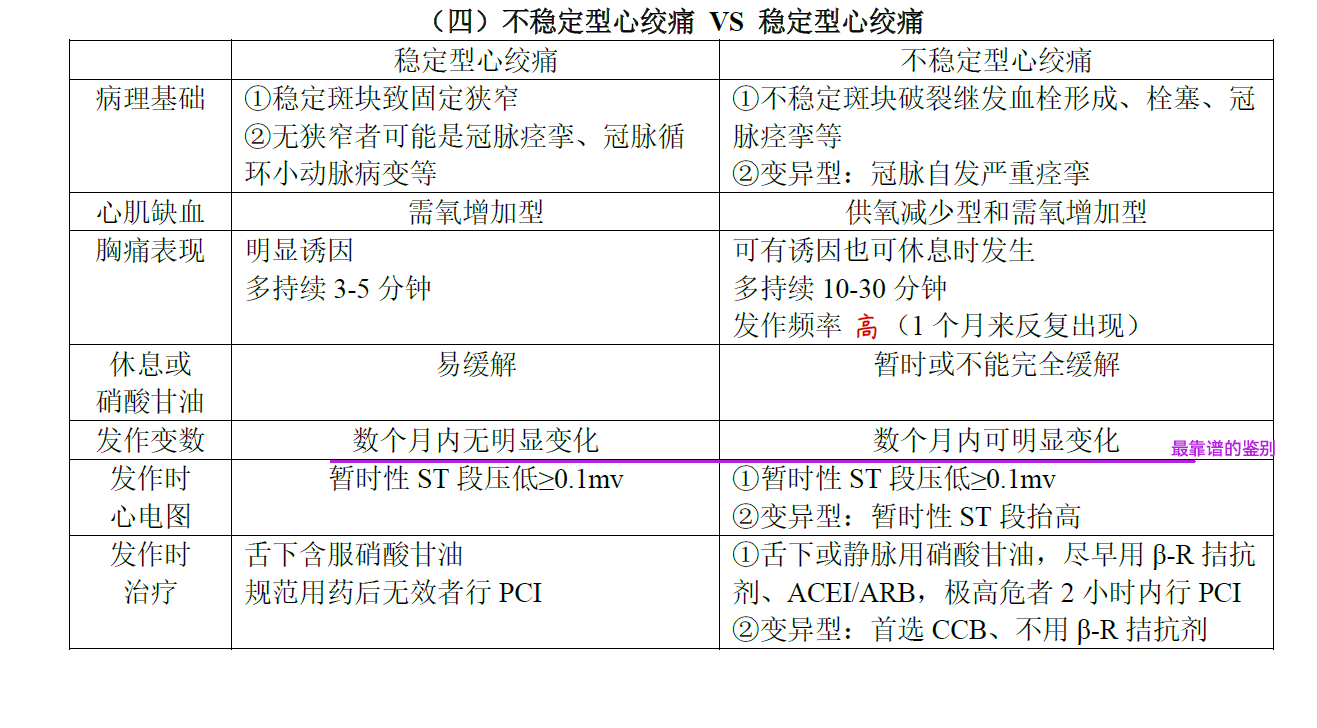 （四）不稳定型心绞痛 VS 稳定型心绞痛
稳定型心绞痛
不稳定型心绞痛
病理基础
①稳定斑块致固定狭窄
②无狭窄者可能是冠脉痉挛、冠脉循
环小动脉病变等
①不稳定斑块破裂继发血栓形成、栓塞、冠
脉痉挛等
②变异型：冠脉自发严重痉挛
心肌缺血
需氧增加型
供氧减少型和需氧增加型
胸痛表现
明显诱因
多持续 3-5 分钟
可有诱因也可休息时发生
多持续 10-30 分钟
发作频率 高（1 个月来反复出现）
休息或
硝酸甘油
易缓解
暂时或不能完全缓解
发作变数
数个月内无明显变化
数个月内可明显变化
最靠谱的鉴别
发作时
心电图
暂时性 ST 段压低≥0.1mv
①暂时性 ST 段压低≥0.1mv
②变异型：暂时性 ST 段抬高
发作时
治疗
舌下含服硝酸甘油
规范用药后无效者行 PCI
①舌下或静脉用硝酸甘油，尽早用 β-R 拮抗
剂、ACEI/ARB，极高危者 2 小时内行 PCI
②变异型：首选 CCB、不用 β-R 拮抗剂